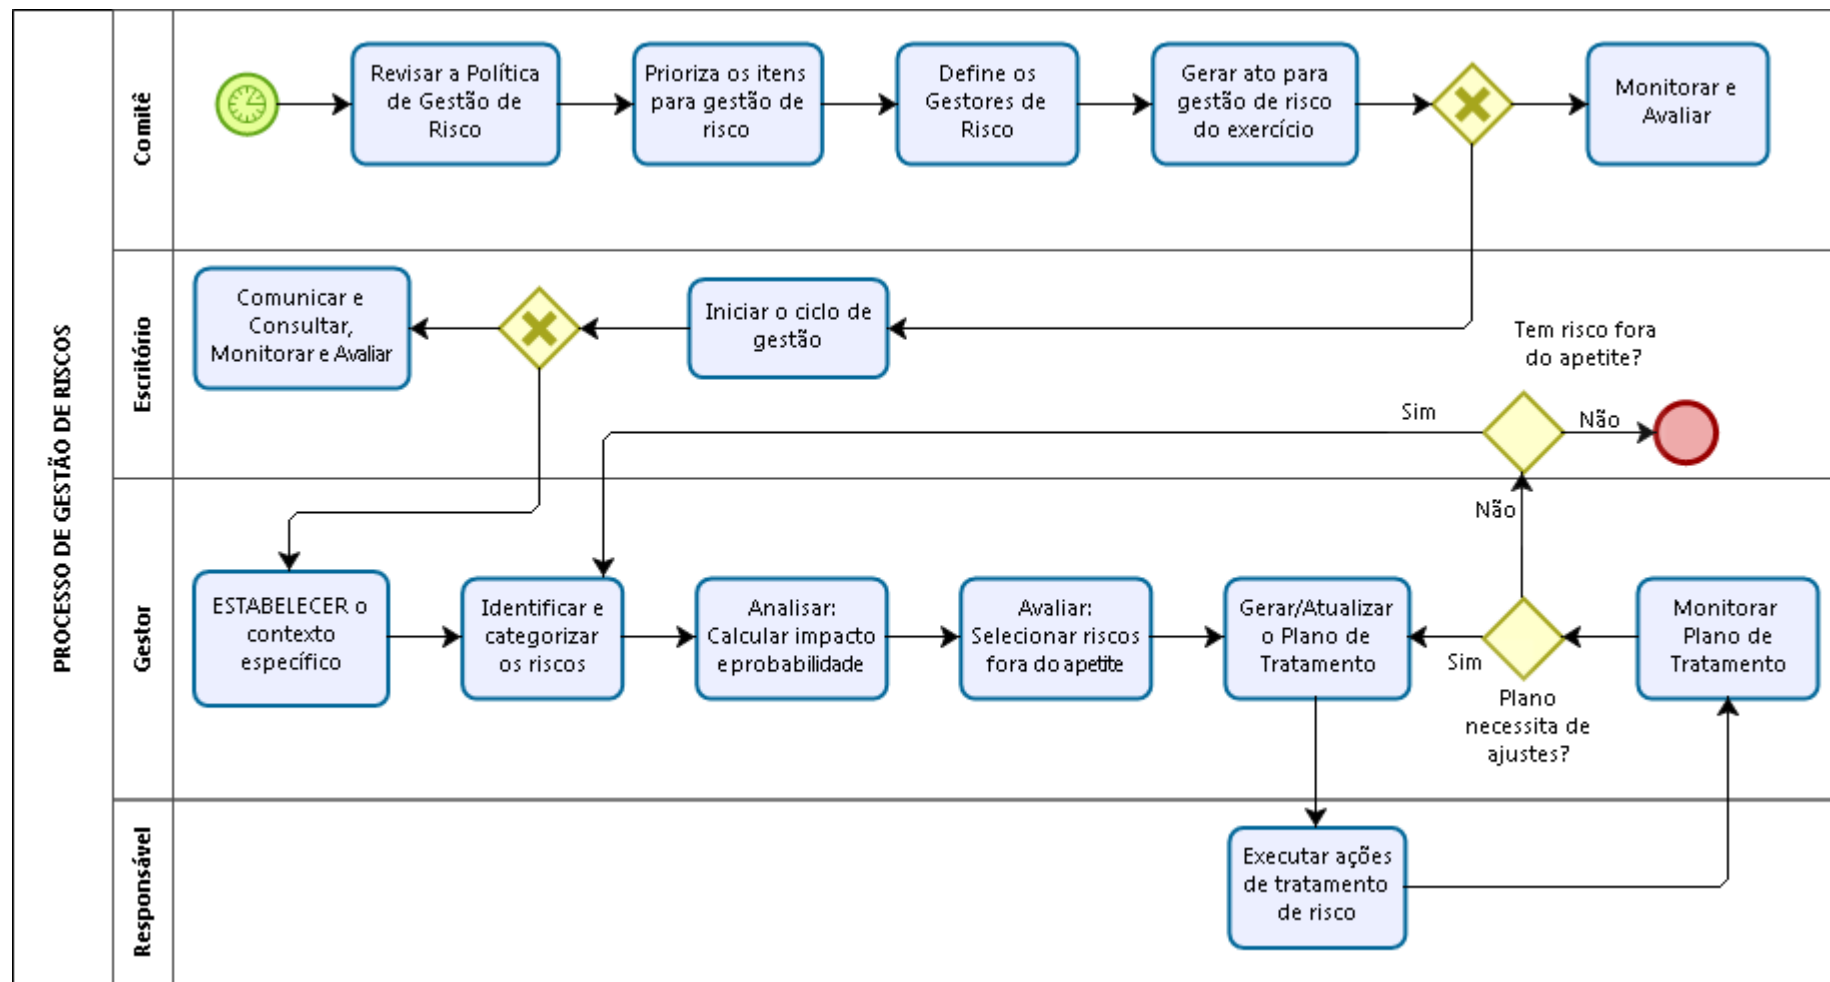 PROCESSO DE GESTÃO DE RISCOS
Comitê
Revisar a Política
de Gestão de
Risco
Prioriza os itens
para gestão de
risco
Define os
Gestores de
Risco
Gerar ato para
gestão de risco
do exercício
Monitorar e
Avaliar
Escritório
Comunicar e
Consultar,
Monitorar e Avaliar
Iniciar o ciclo de
gestão
Tem risco fora
do apetite?
Sim
Não
Gestor
Não
ESTABELECER o
contexto
específico
Identificar e
categorizar
os riscos
Analisar:
Calcular impacto
e probabilidade
Avaliar:
Selecionar riscos
fora do apetite
Gerar/Atualizar
o Plano de
Tratamento
Sim
Plano
necessita de
ajustes?
Monitorar
Plano de
Tratamento
Responsável
Executar ações
de tratamento
de risco